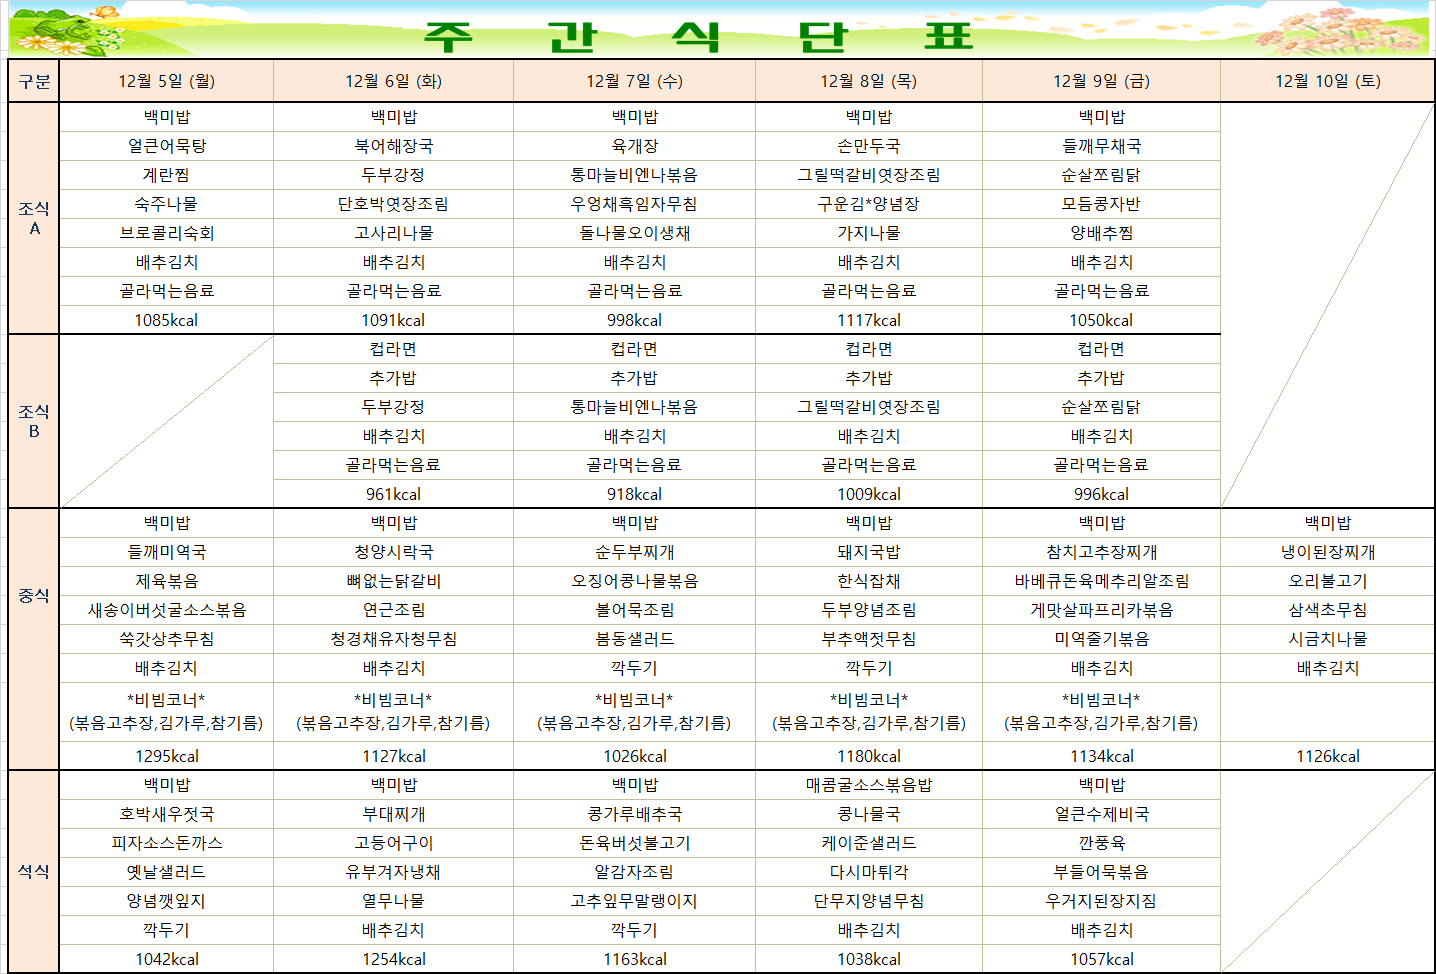 주 간 식 단 표
구분 12월 5일 (월) 12월 6일 (화) 12월 7일 (수) 12월 8일 (목) 12월 9일 (금) 12월 10일 (토)
조식 A
백미밥 백미밥 백미밥 백미밥 백미밥
얼큰어묵탕 북어해장국 육개장 손만두국 들깨무채국
계란찜 두부강정 통마늘비엔나볶음 그릴떡갈비엿장조림 순살쪼림닭
숙주나물 단호박엿장조림 우엉채흑임자무침 구운김*양념장 모듬콩자반
브로콜리숙회 고사리나물 돌나물오이생채 가지나물 양배추찜
배추김치 배추김치 배추김치 배추김치 배추김치
골라먹는음료 골라먹는음료 골라먹는음료 골라먹는음료 골라먹는음료
1085kcal 1091kcal 998kcal 1117kcal 1050kcal
조식 B
컵라면 컵라면 컵라면 컵라면
추가밥 추가밥 추가밥 추가밥
두부강정 통마늘비엔나볶음 그릴떡갈비엿장조림 순살쪼림닭
배추김치 배추김치 배추김치 배추김치
골라먹는음료 골라먹는음료 골라먹는음료 골라먹는음료
961kcal 918kcal 1009kcal 996kcal
중식
백미밥 백미밥 백미밥 백미밥 백미밥 백미밥
들깨미역국 청양시락국 순두부찌개 돼지국밥 참치고추장찌개 냉이된장찌개
제육볶음 뼈없는닭갈비 오징어콩나물볶음 한식잡채 바베큐돈육메추리알조림 오리불고기
새송이버섯굴소스볶음 연근조림 볼어묵조림 두부양념조림 게맛살파프리카볶음 삼색초무침
쑥갓상추무침 청경채유자청무침 봄동샐러드 부추액젓무침 미역줄기볶음 시금치나물
배추김치 배추김치 깍두기 깍두기 배추김치 배추김치
*비빔코너* *비빔코너* *비빔코너* *비빔코너* *비빔코너*
(볶음고추장,김가루,참기름) (볶음고추장,김가루,참기름) (볶음고추장,김가루,참기름) (볶음고추장,김가루,참기름) (볶음고추장,김가루,참기름)
1295kcal 1127kcal 1026kcal 1180kcal 1134kcal 1126kcal
석식
백미밥 백미밥 백미밥 매콤굴소스볶음밥 백미밥
호박새우젓국 부대찌개 콩가루배추국 콩나물국 얼큰수제비국
피자소스돈까스 고등어구이 돈육버섯불고기 케이준샐러드 깐풍육
옛날샐러드 유부겨자냉채 알감자조림 다시마튀각 부들어묵볶음
양념깻잎지 열무나물 고추잎무말랭이지 단무지양념무침 우거지된장지짐
깍두기 배추김치 깍두기 배추김치 배추김치
1042kcal 1254kcal 1163kcal 1038kcal 1057kcal